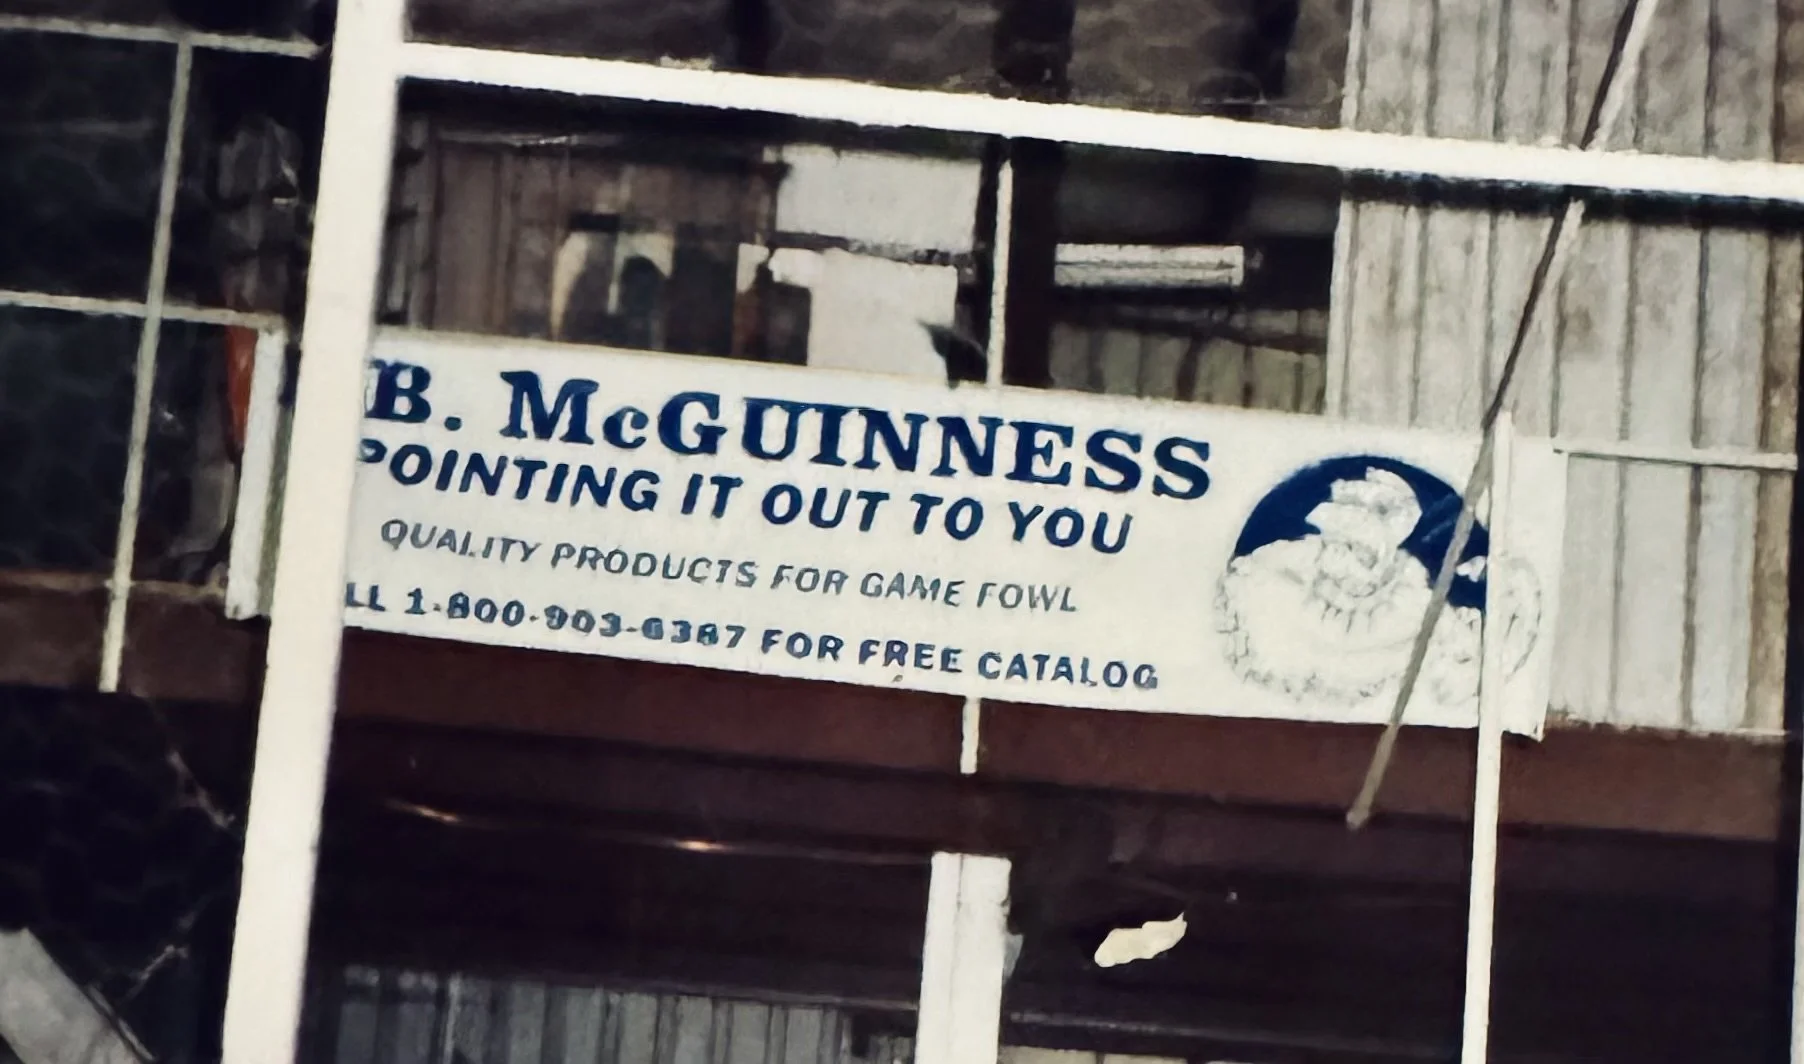 B. McGUINNESS
POINTING IT OUT TO YOU
QUALITY PRODUCTS FOR GAME FOWL
LL 1-800-903-6387 FOR FREE CATALOG